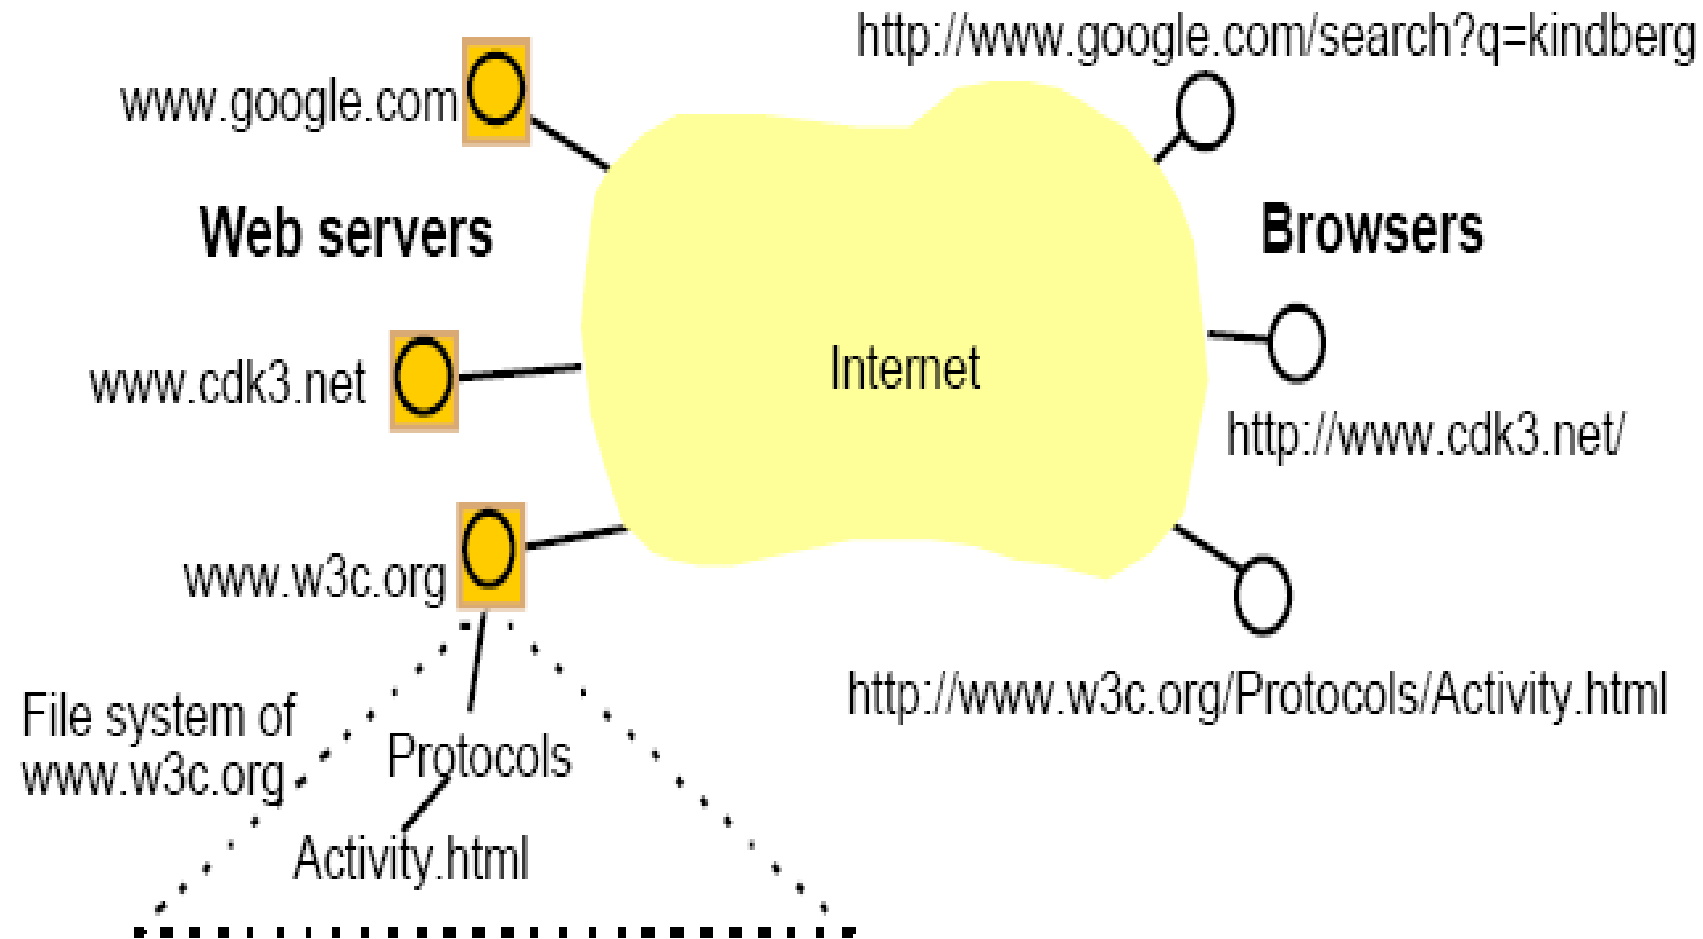 http://www.google.com/search?q=kindberg
www.google.com
Web servers
Browsers
Internet
www.cdk3.net
http://www.cdk3.net/
www.w3c.org
http://www.w3c.org/Protocols/Activity.html
File system of
www.w3c.org
Protocols
Activity.html